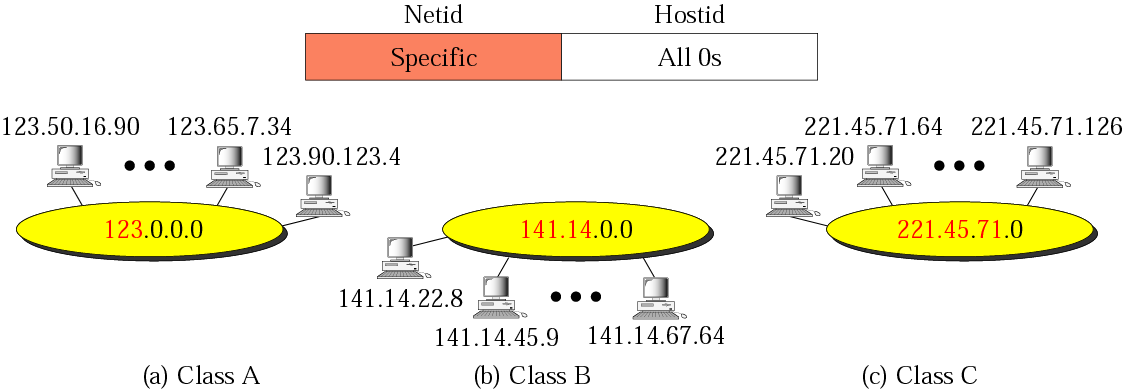 Netid Hostid
Specific All 0s
123.50.16.90 123.65.7.34
123.90.123.4
123.0.0.0
(a) Class A
141.14.0.0
141.14.22.8
141.14.45.9
141.14.67.64
(b) Class B
221.45.71.64 221.45.71.126
221.45.71.20
221.45.71.0
(c) Class C